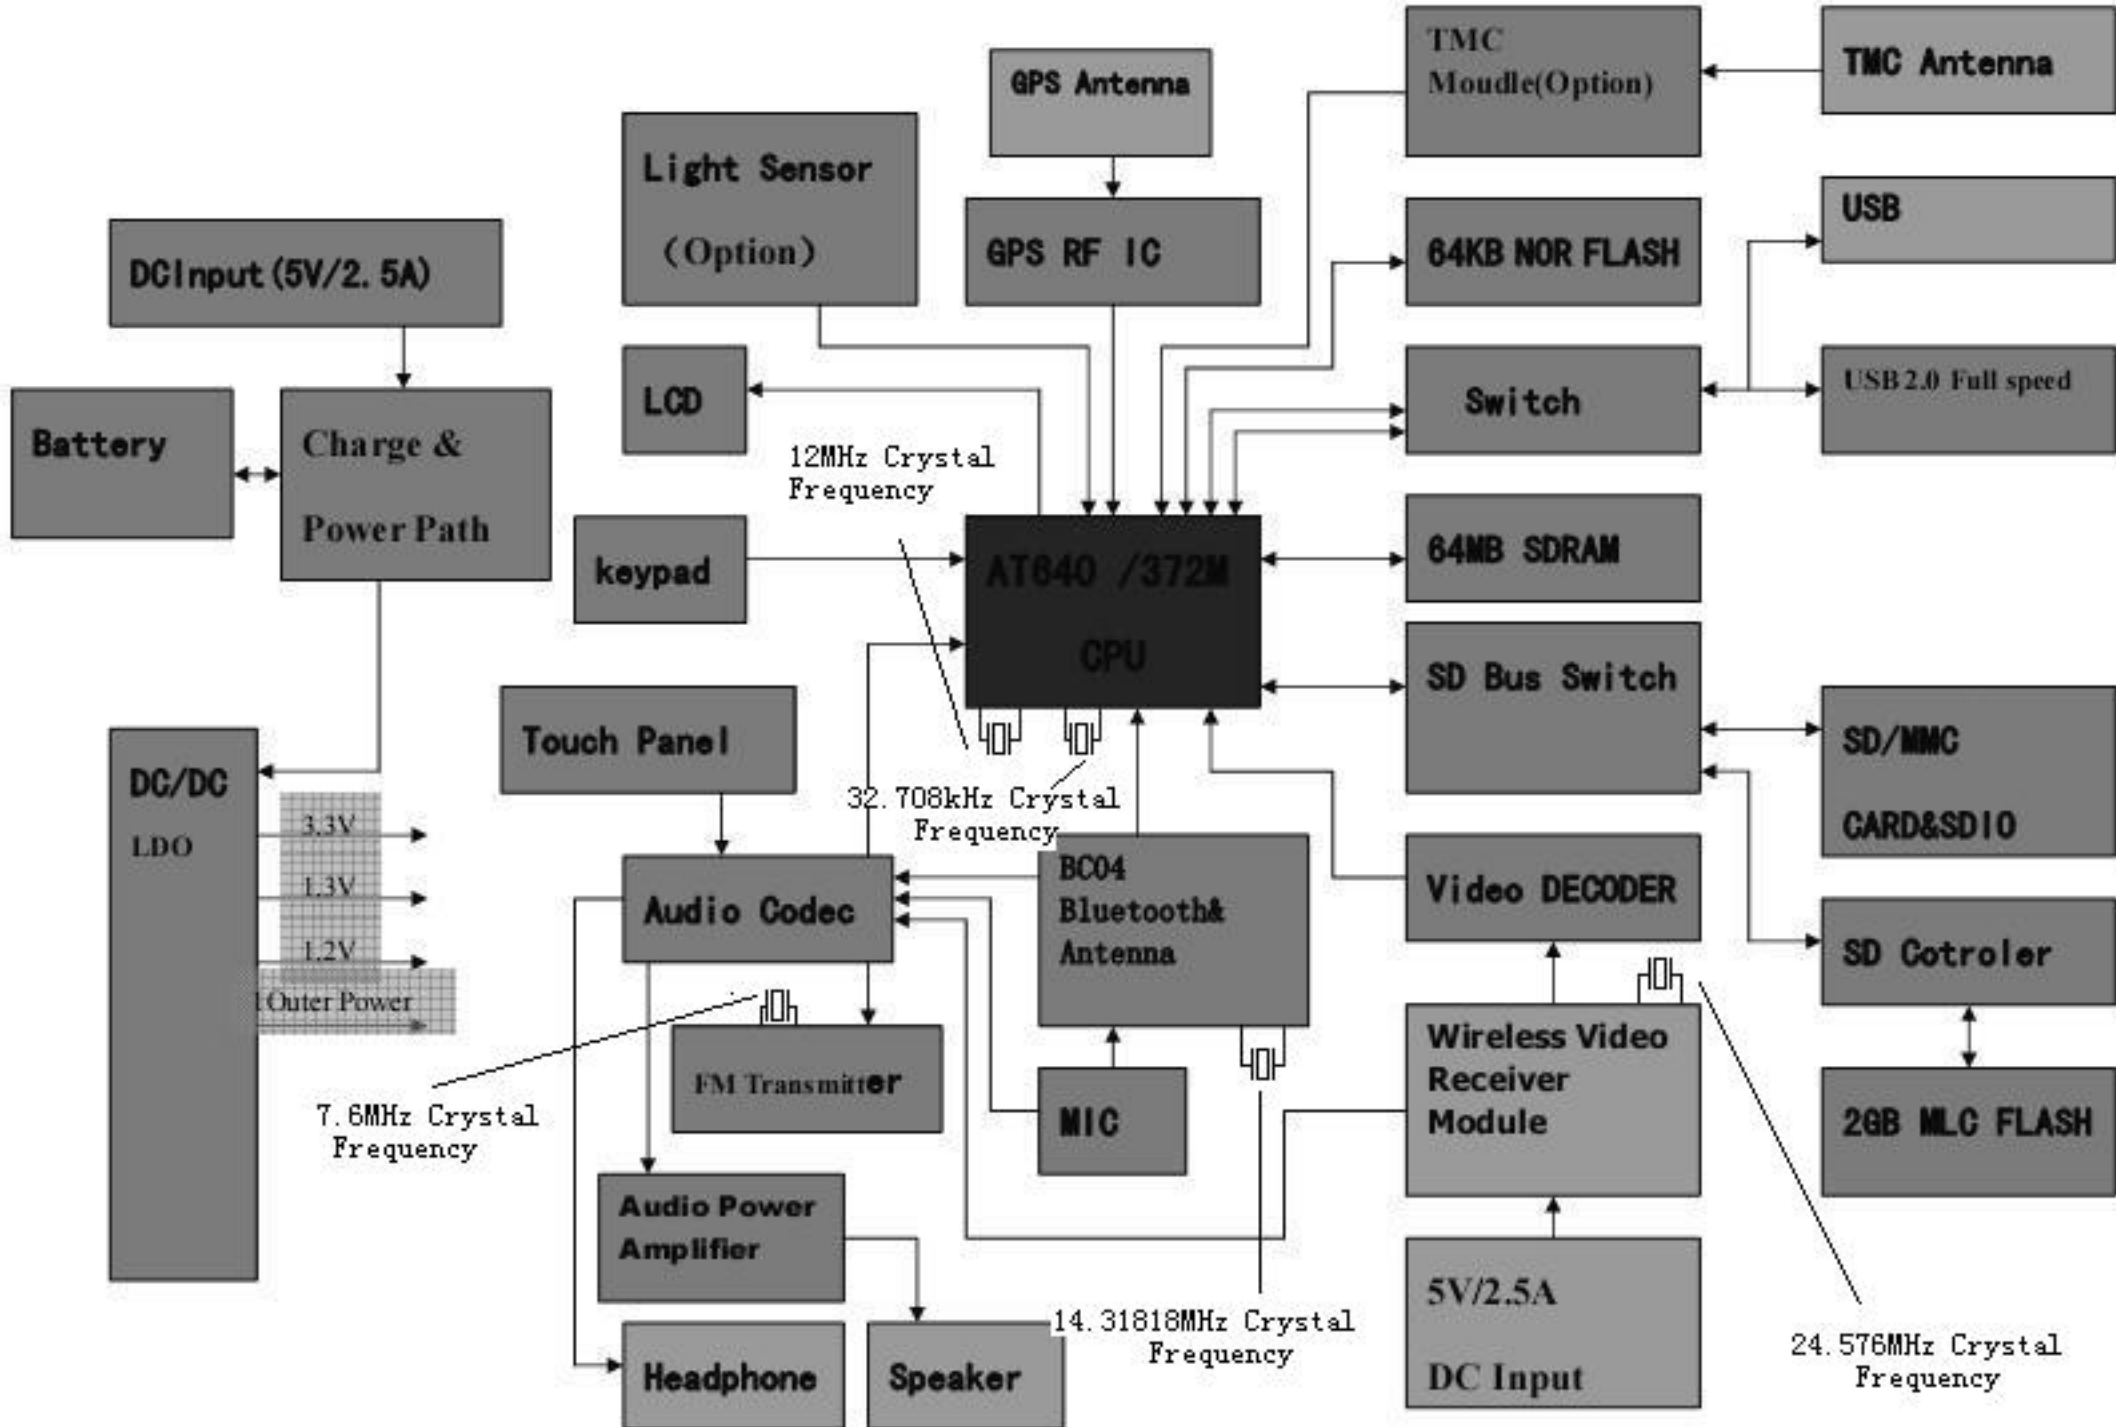 TMC
Moudle(Option)
TMC Antenna
GPS Antenna
Light Sensor
(Option)
USB
GPS RF IC
64KB NOR FLASH
DCInput(5V/2.5A)
LCD
Switch
USB 2.0 Full speed
Battery
Charge &
Power Path
12MHz Crystal
Frequency
keypad
AT640 /372M
CPU
64MB SDRAM
SD Bus Switch
Touch Panel
SD/MMC
CARD&SDIO
DC/DC
LDO
3.3V
1.3V
1.2V
Outer Power
32.708kHz Crystal
Frequency
BC04
Bluetooth&
Antenna
Video DECODER
Audio Codec
SD Cotroler
FM Transmitter
7.6MHz Crystal
Frequency
MIC
Wireless Video
Receiver
Module
2GB MLC FLASH
Audio Power
Amplifier
5V/2.5A
DC Input
14.31818MHz Crystal
Frequency
24.576MHz Crystal
Frequency
Headphone
Speaker